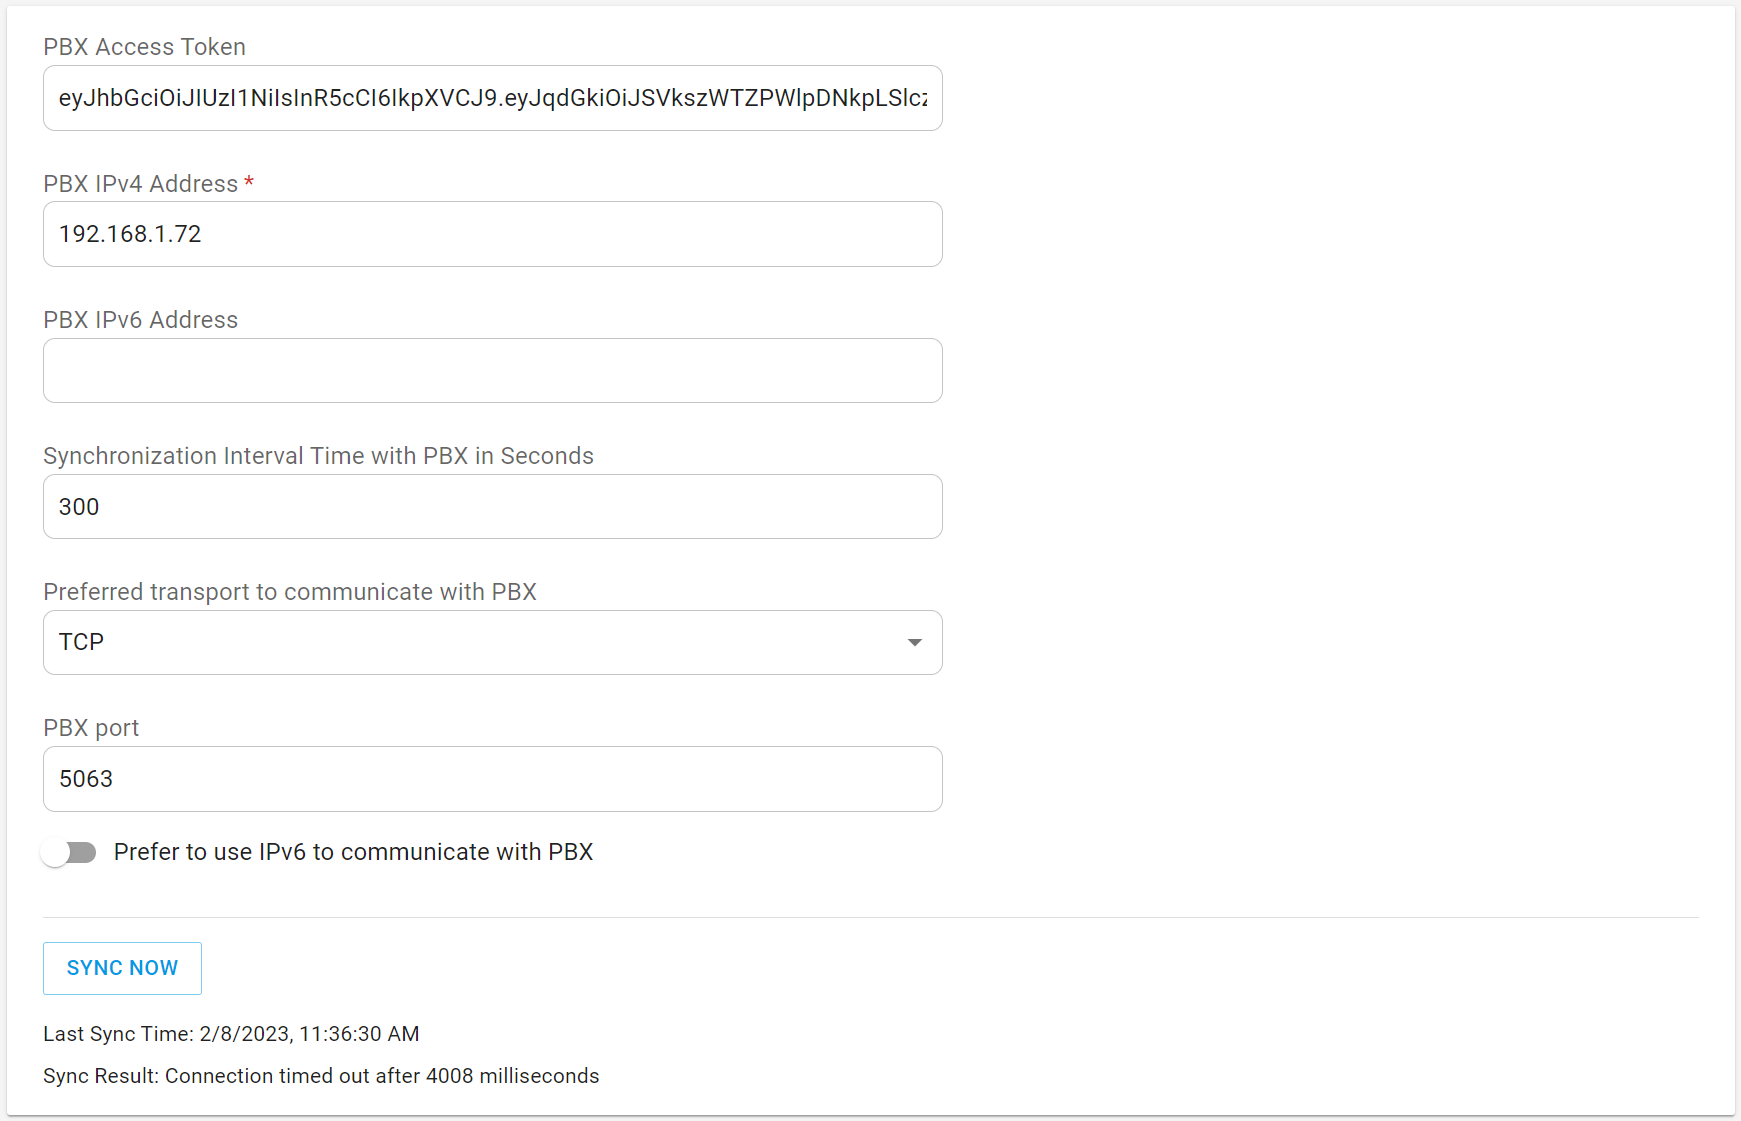 PBX Access Token
eyJhbGciOiJIUzI1NiIsInR5cCI6IkpXVCJ9.eyJqdGkiOiJSVkszWTZPWlpDNkpLSlcz
PBX IPv4 Address *
192.168.1.72
PBX IPv6 Address
Synchronization Interval Time with PBX in Seconds
300
Preferred transport to communicate with PBX
TCP
PBX port
5063
Prefer to use IPv6 to communicate with PBX
SYNC NOW
Last Sync Time: 2/8/2023, 11:36:30 AM
Sync Result: Connection timed out after 4008 milliseconds